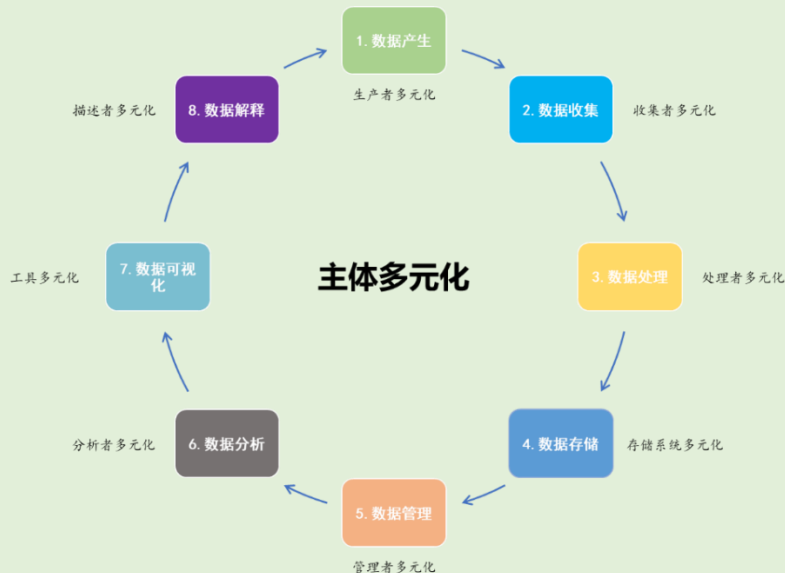 1. 数据产生
生产者多元化
2. 数据收集
收集者多元化
3. 数据处理
处理者多元化
4. 数据存储
存储系统多元化
5. 数据管理
管理者多元化
6. 数据分析
分析者多元化
7. 数据可视
化
工具多元化
8. 数据解释
描述者多元化
主体多元化